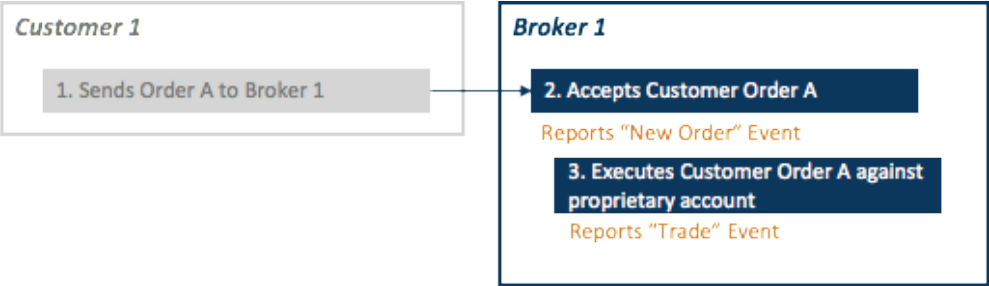 Customer 1
1. Sends Order A to Broker 1
Broker 1
2. Accepts Customer Order A
Reports “New Order” Event
3. Executes Customer Order A against
proprietary account
Reports “Trade” Event